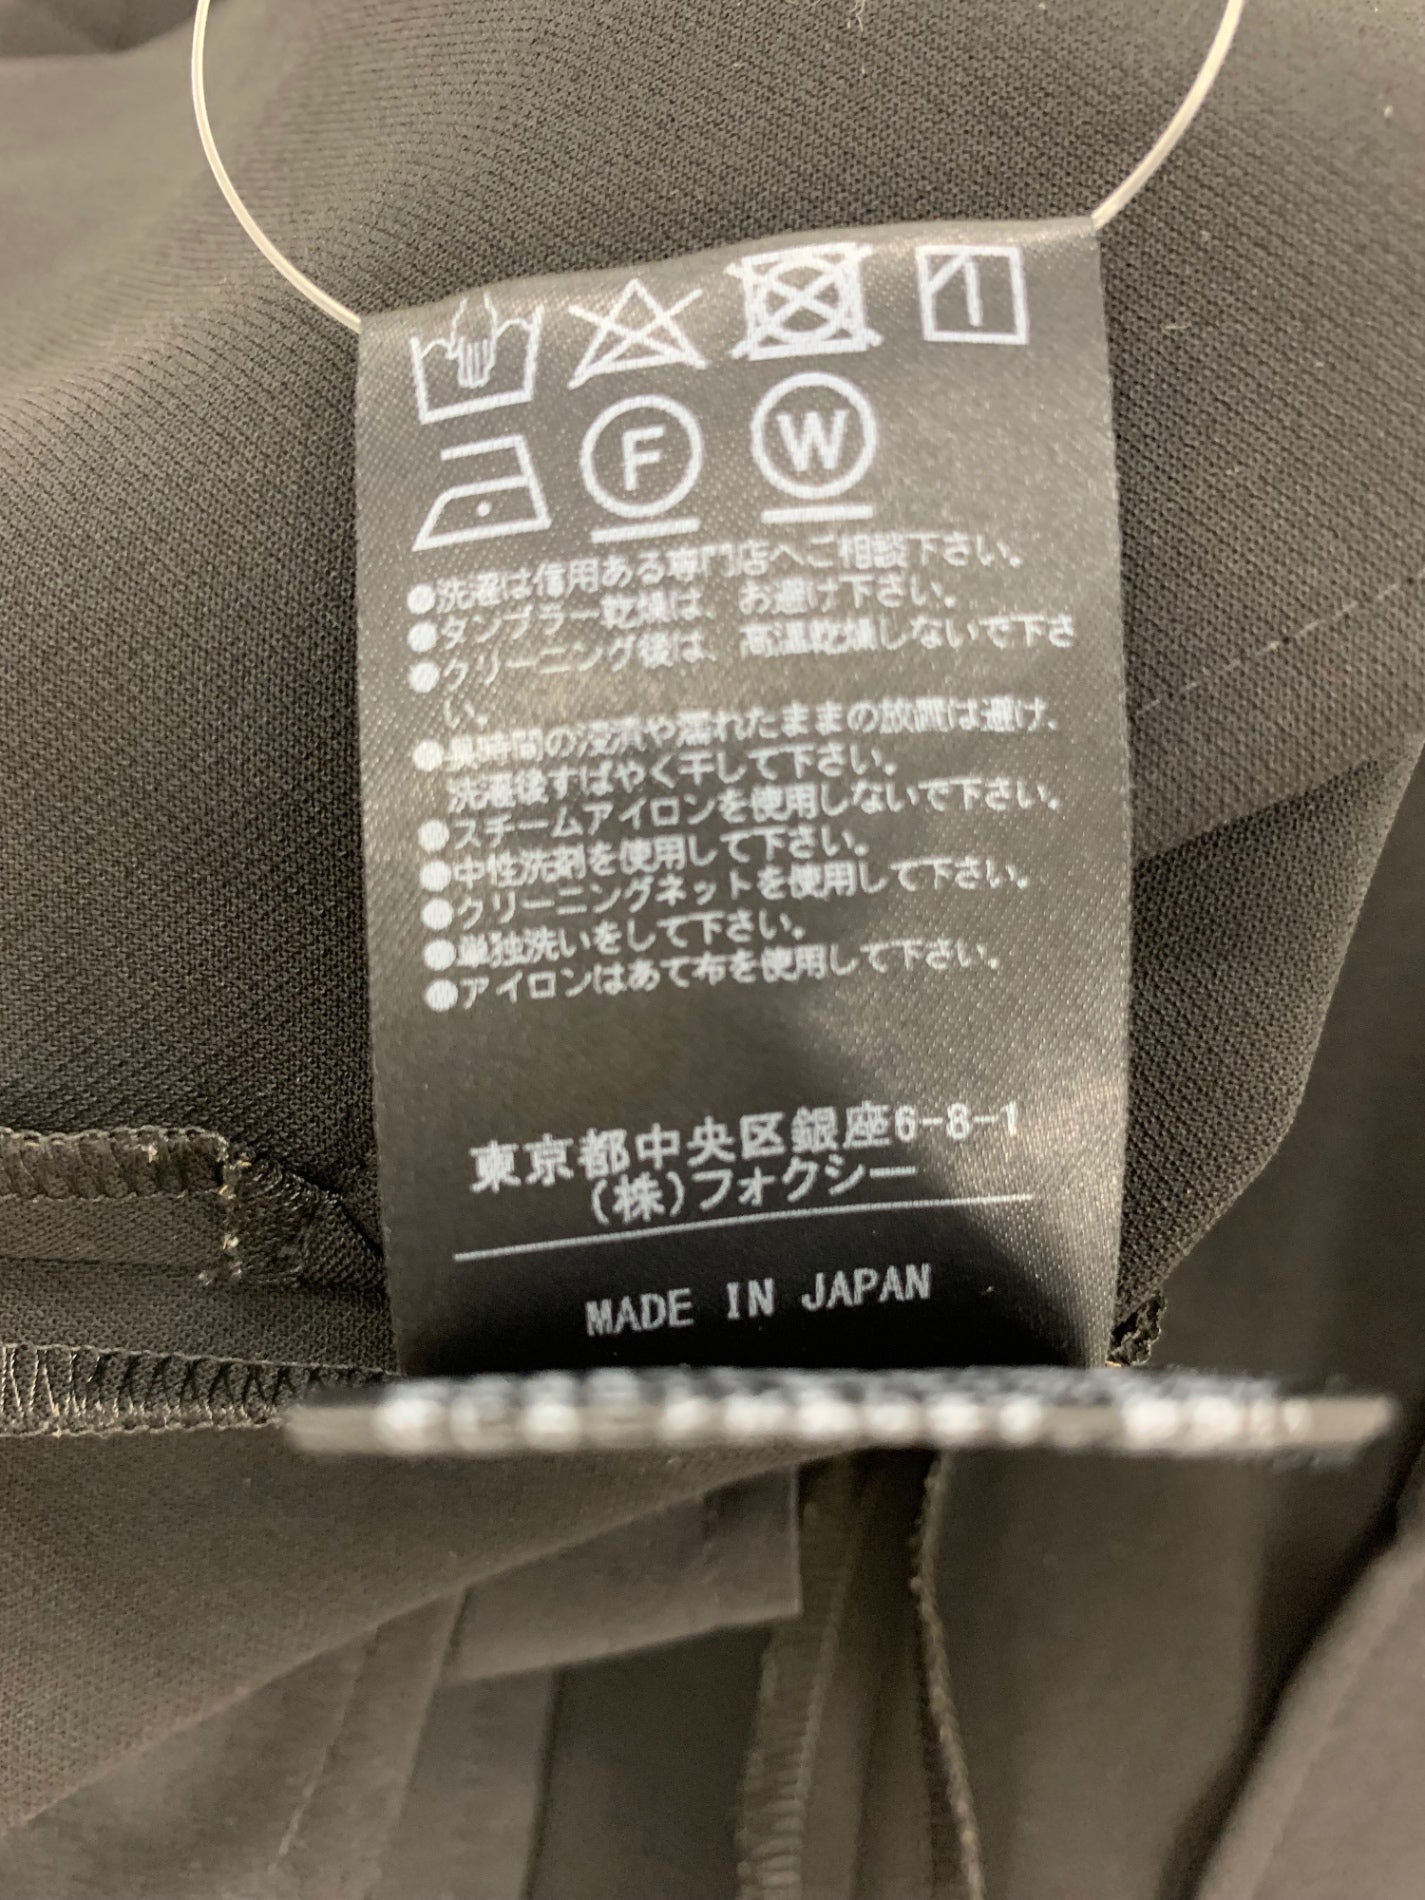 F W
●洗濯は信用ある専門店へご相談下さい。
●タンブラー乾燥は、お避け下さい。
●クリーニング後は、高温乾燥しないで下さ
い。
●長時間の浸漬や濡れたままの放置は避け、
洗濯後すばやく干して下さい。
●スチームアイロンを使用しないで下さい。
●中性洗剤を使用して下さい。
●クリーニングネットを使用して下さい。
●単独洗いをして下さい。
●アイロンはあて布を使用して下さい。
東京都中央区銀座6-8-1
(株)フォクシー
MADE IN JAPAN